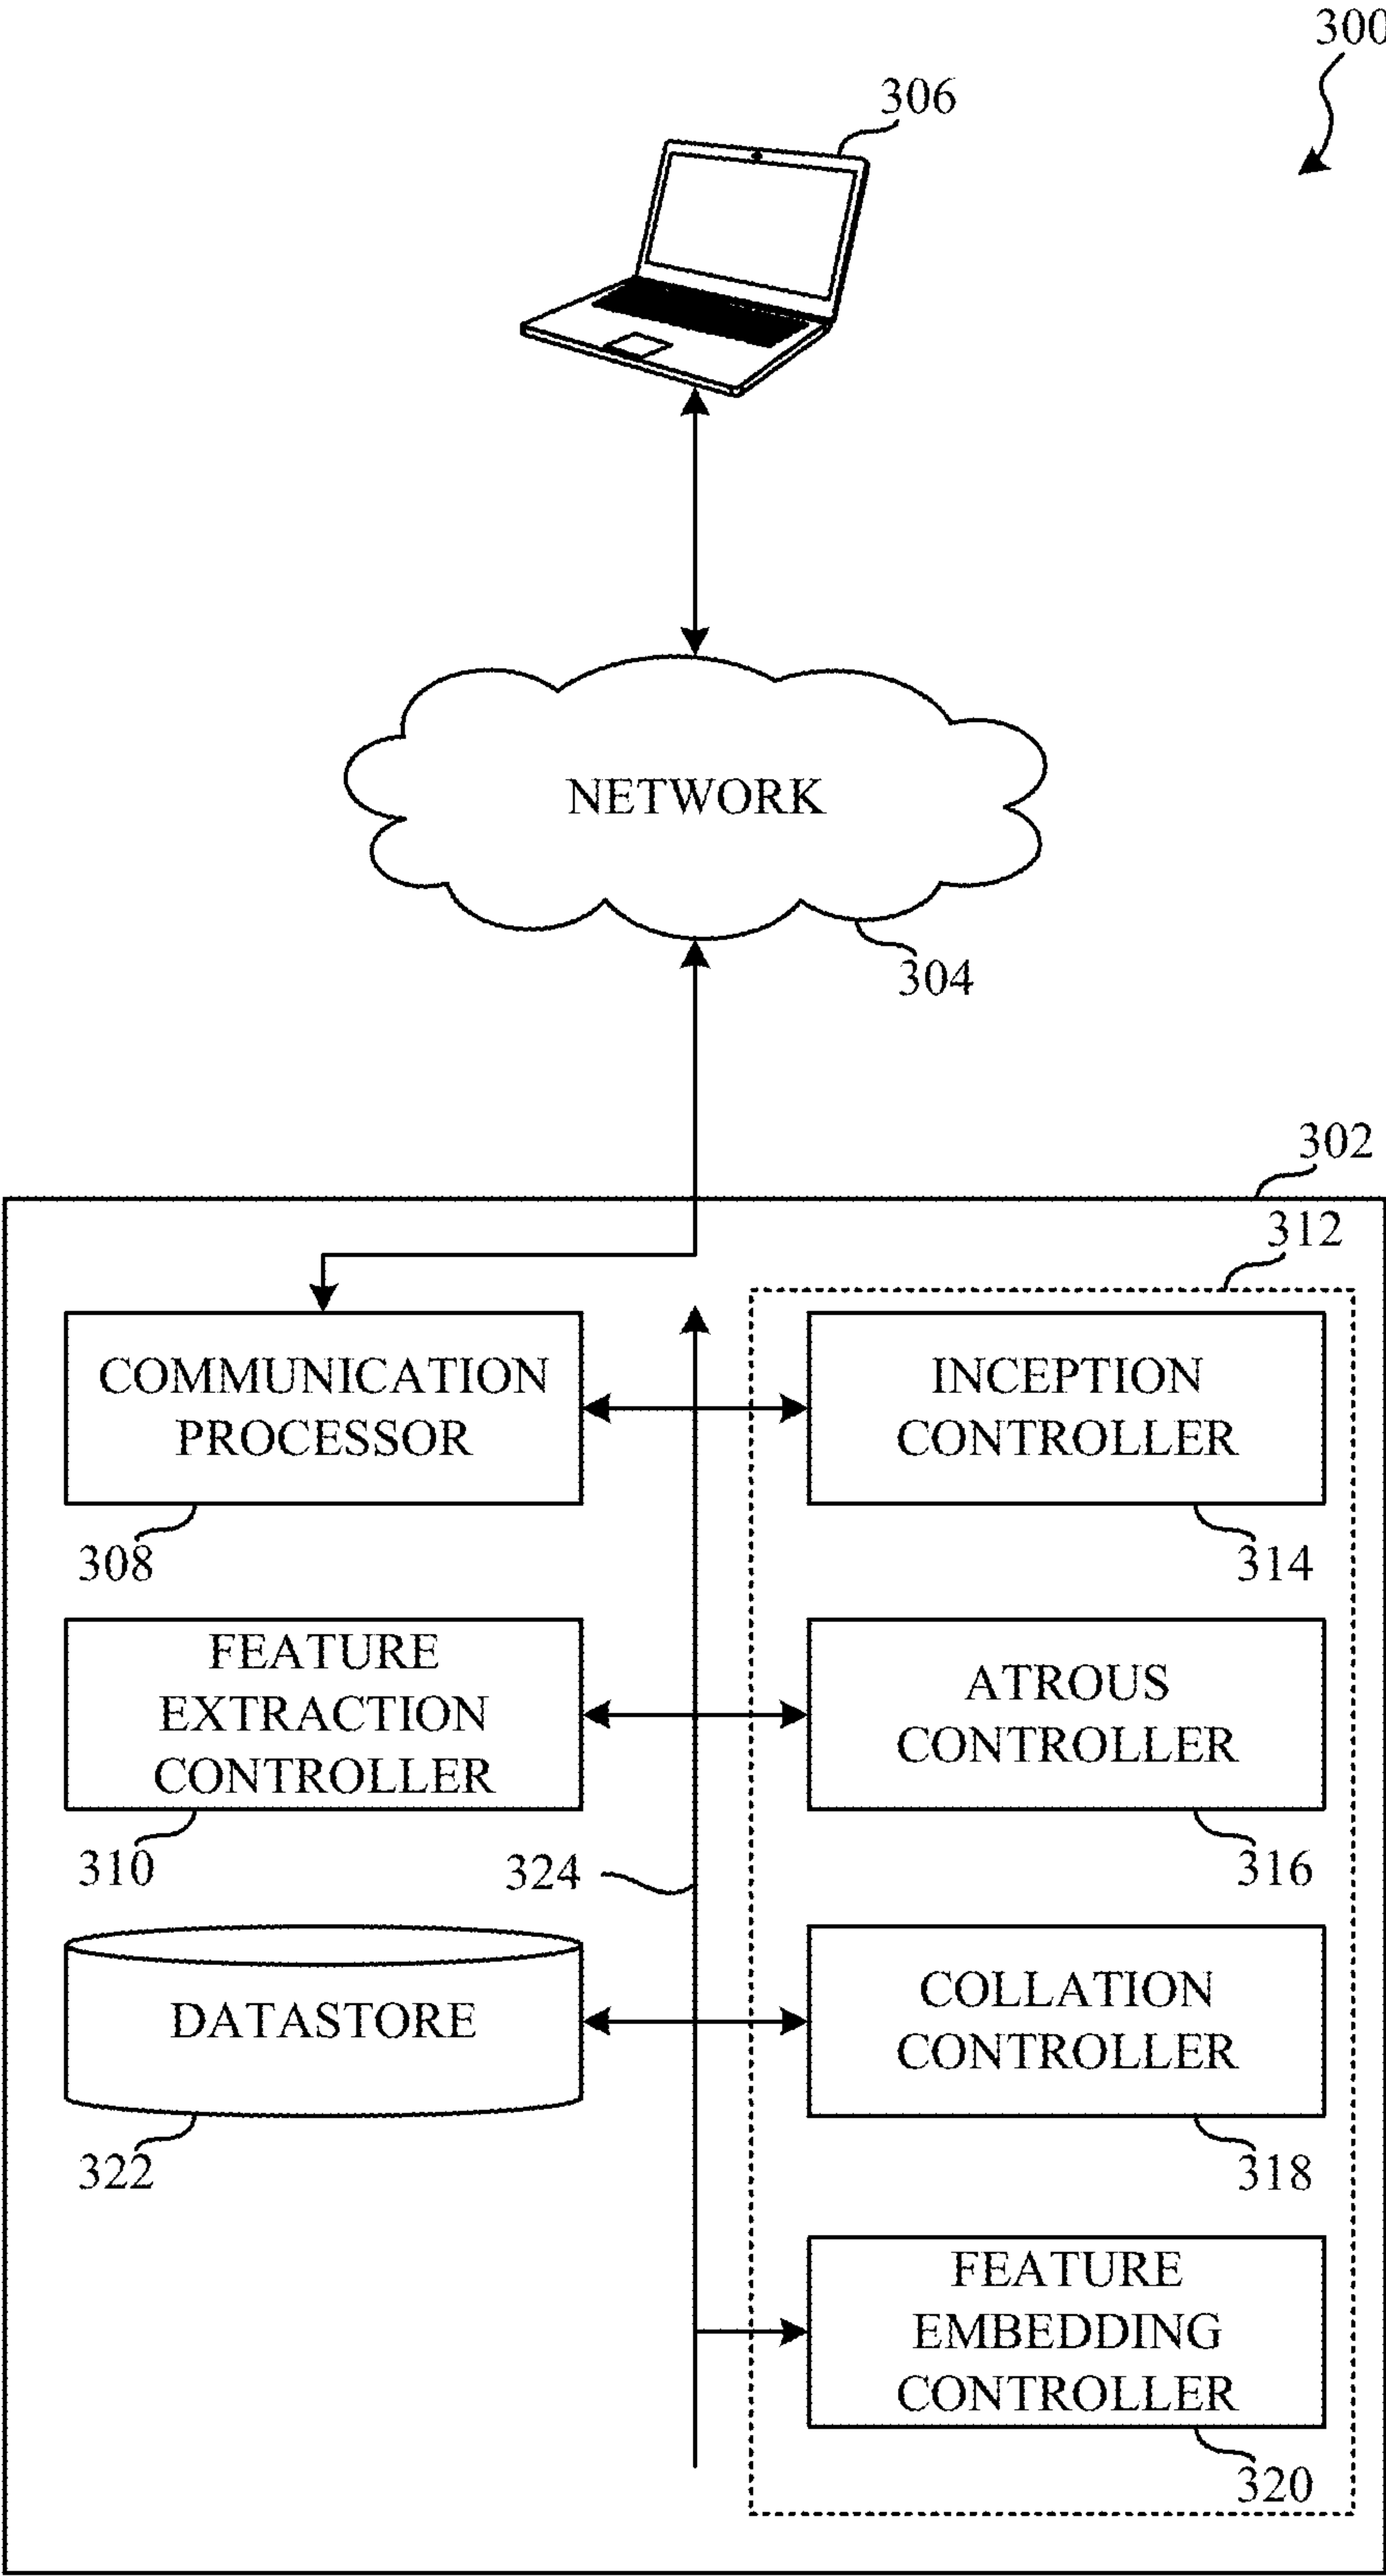 300
306
NETWORK
304
302
312
COMMUNICATION
PROCESSOR
308
INCEPTION
CONTROLLER
314
FEATURE
EXTRACTION
CONTROLLER
310
324
ATROUS
CONTROLLER
316
DATASTORE
322
COLLATION
CONTROLLER
318
FEATURE
EMBEDDING
CONTROLLER
320